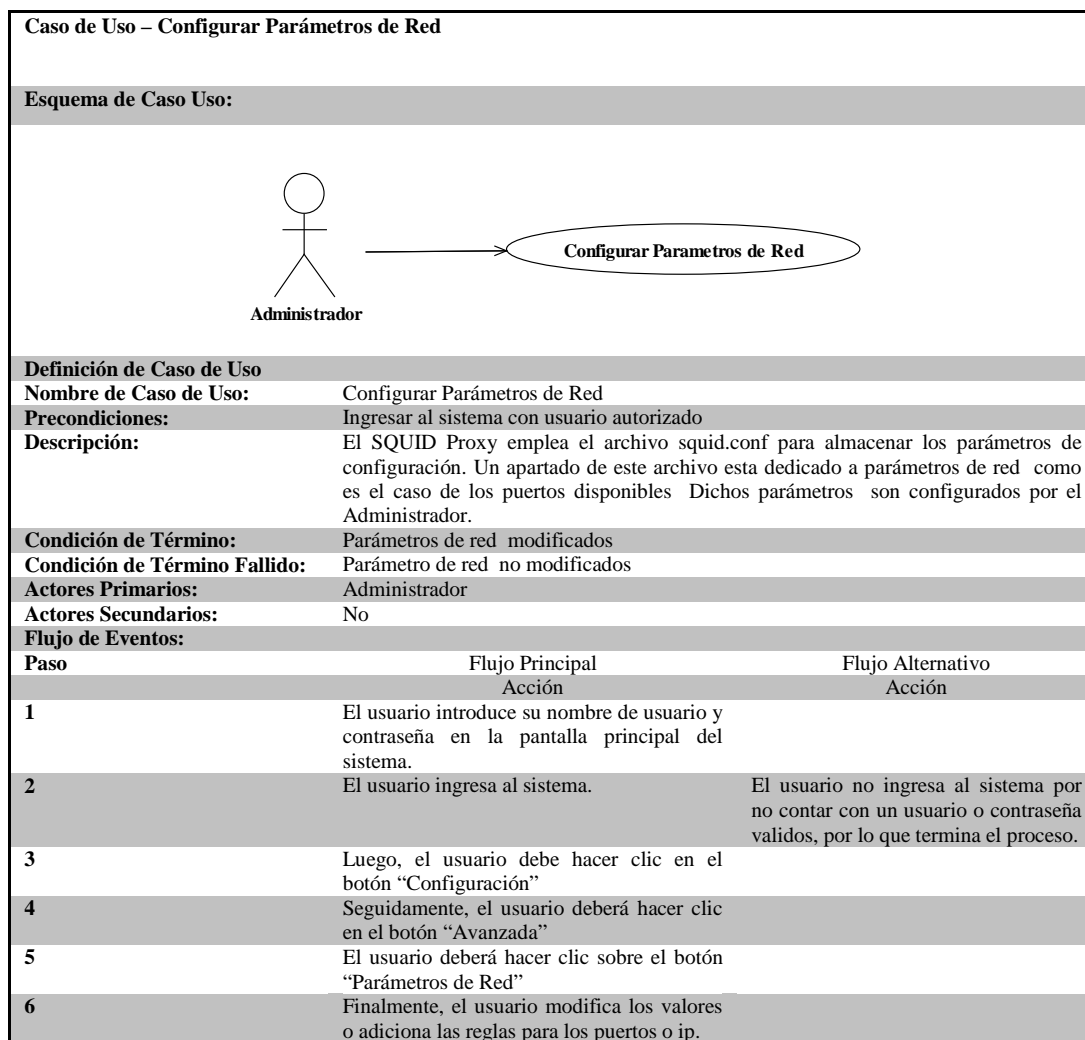 Caso de Uso – Configurar Parámetros de Red
Esquema de Caso Uso:
Configurar Parametros de Red
Administrador
Definición de Caso de Uso
Nombre de Caso de Uso: Configurar Parámetros de Red
Precondiciones: Ingresar al sistema con usuario autorizado
Descripción: El SQUID Proxy emplea el archivo squid.conf para almacenar los parámetros de
configuración. Un apartado de este archivo esta dedicado a parámetros de red como
es el caso de los puertos disponibles Dichos parámetros son configurados por el
Administrador.
Condición de Término: Parámetros de red modificados
Condición de Término Fallido: Parámetro de red no modificados
Actores Primarios: Administrador
Actores Secundarios: No
Flujo de Eventos:
Paso Flujo Principal Flujo Alternativo
Acción Acción
1 El usuario introduce su nombre de usuario y
contraseña en la pantalla principal del
sistema.
2 El usuario ingresa al sistema. El usuario no ingresa al sistema por
no contar con un usuario o contraseña
validos, por lo que termina el proceso.
3 Luego, el usuario debe hacer clic en el
botón “Configuración”
4 Seguidamente, el usuario deberá hacer clic
en el botón “Avanzada”
5 El usuario deberá hacer clic sobre el botón
“Parámetros de Red”
6 Finalmente, el usuario modifica los valores
o adiciona las reglas para los puertos o ip.